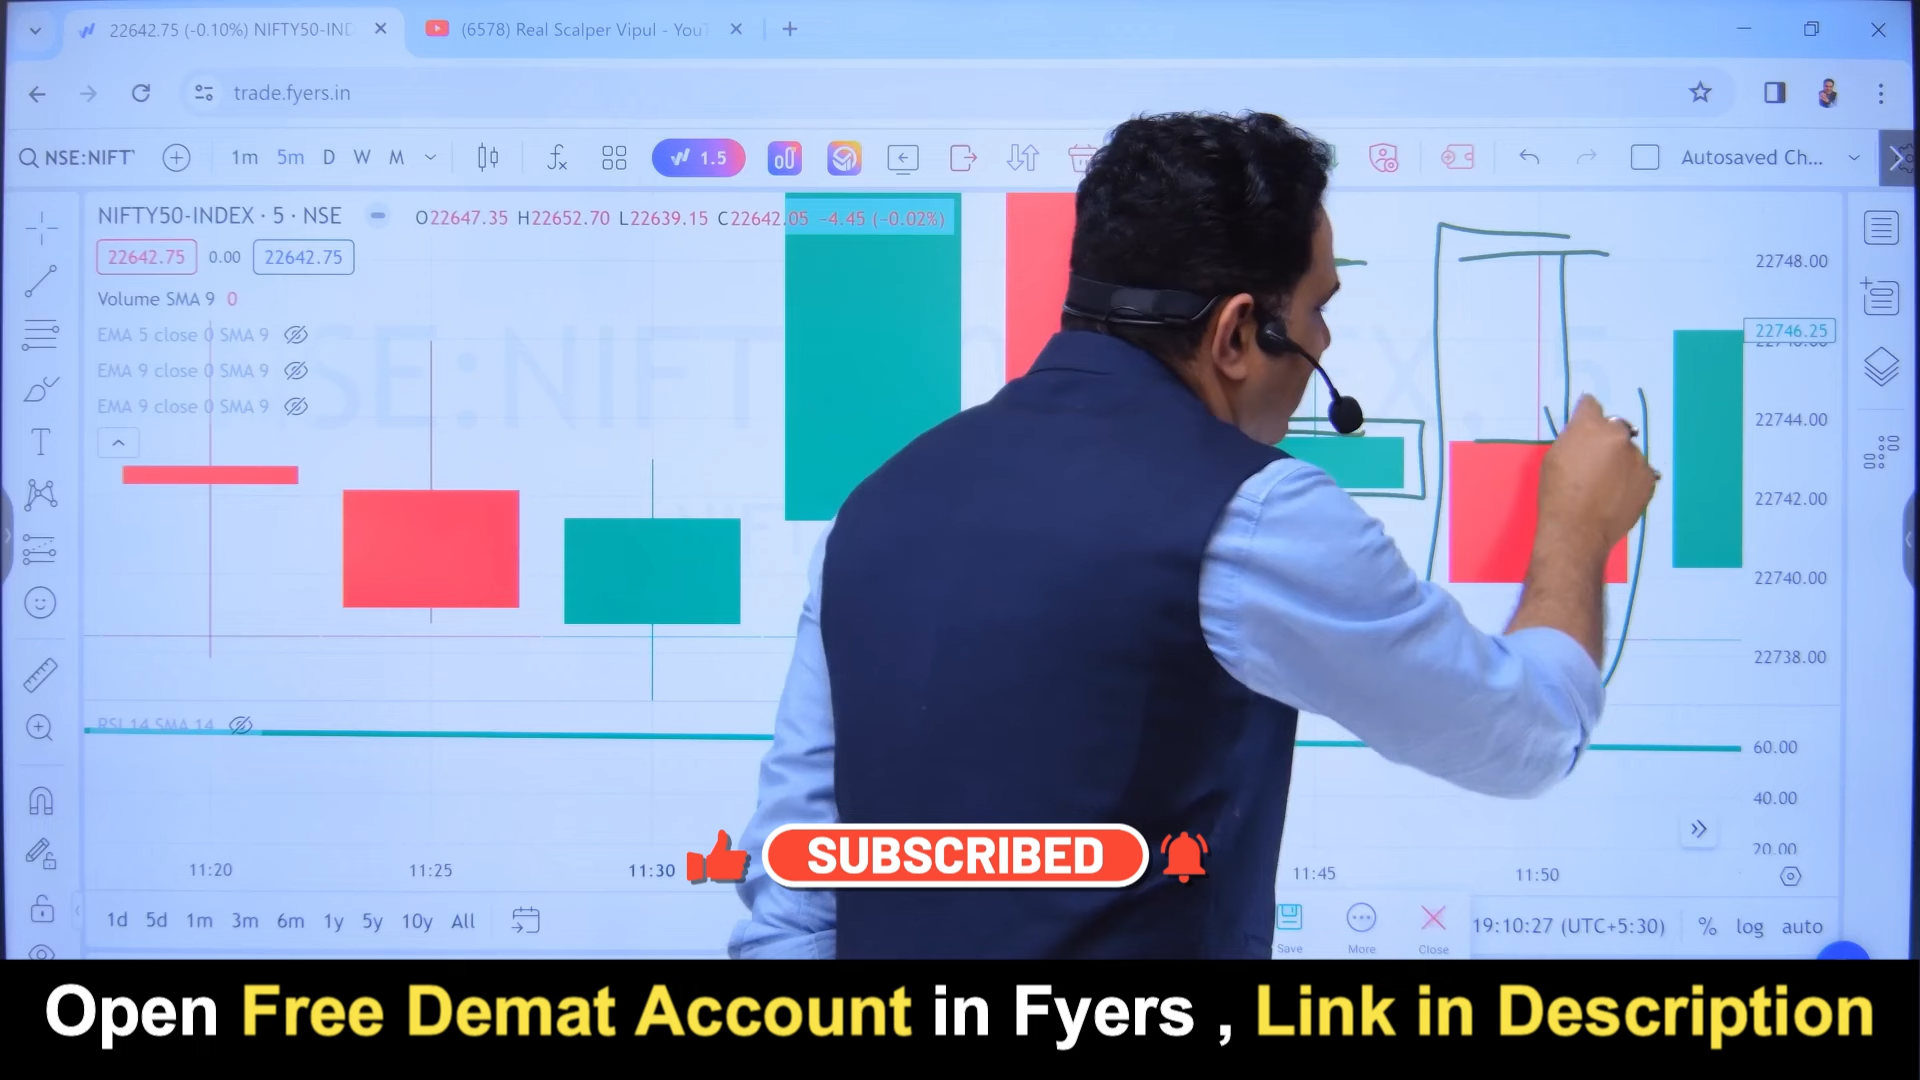 22642.75 (-0.10%) NIFTY50-IND
(6578) Real Scalper Vipul - YouT
trade.fyers.in
NSE:NIFT
1m 5m D W M
1.5
Autosaved Ch...
NIFTY50-INDEX · 5 · NSE
O22647.35 H22652.70 L22639.15 C22642.05 −4.45 (−0.02%)
22642.75 0.00 22642.75
Volume SMA 9 0
EMA 5 close 0 SMA 9
EMA 9 close 0 SMA 9
EMA 9 close 0 SMA 9
22748.00
22746.25
22744.00
22742.00
22740.00
22738.00
RSI 14 SMA 14
60.00
40.00
20.00
11:20 11:25 11:30 11:45 11:50
SUBSCRIBED
1d 5d 1m 3m 6m 1y 5y 10y All
Save More Close
19:10:27 (UTC+5:30) % log auto
Open Free Demat Account in Fyers , Link in Description